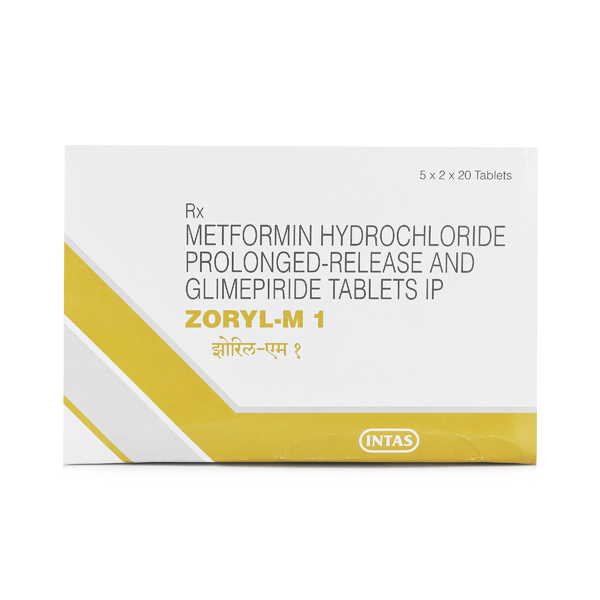 5 x 2 x 20 Tablets
Rx
METFORMIN HYDROCHLORIDE
PROLONGED-RELEASE AND
GLIMEPIRIDE TABLETS IP
ZORYL-M 1
झोरिल-एम १
INTAS